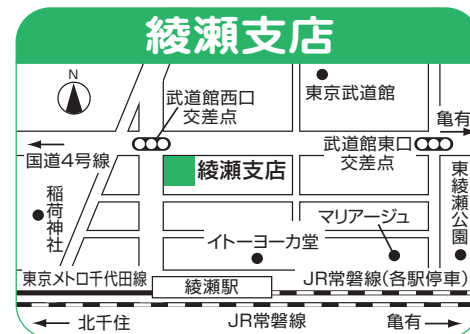 綾瀬支店
N
東京武道館
武道館西口
交差点
亀有
国道4号線
武道館東口
交差点
綾瀬支店
稲荷神社
東綾瀬公園
マリアージュ
イトーヨーカ堂
東京メトロ千代田線
綾瀬駅
JR常磐線(各駅停車)
北千住
JR常磐線
亀有